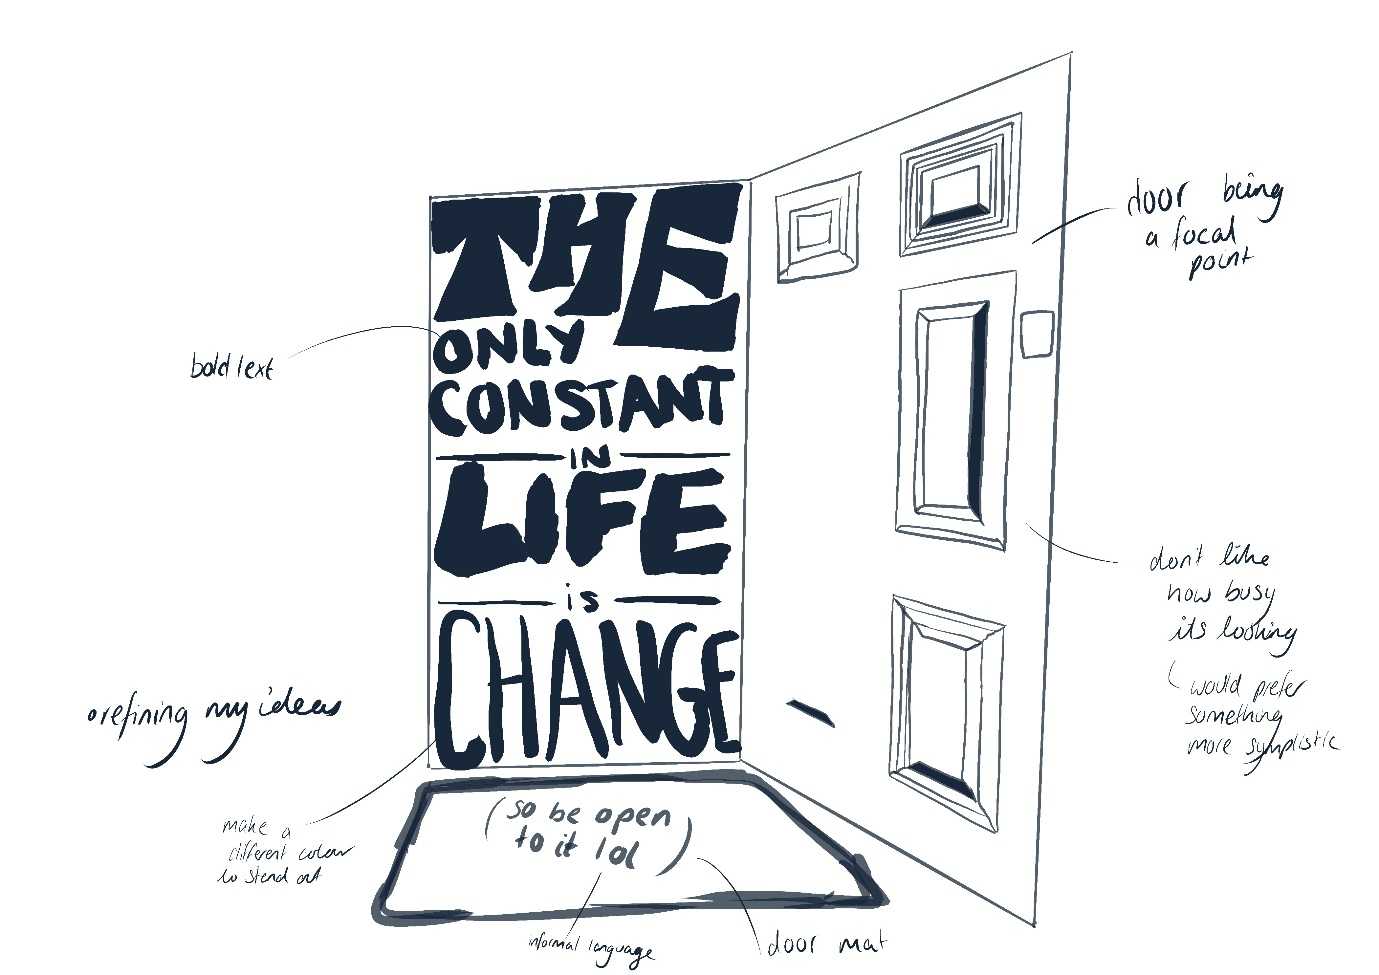 THE
ONLY
CONSTANT
IN
LIFE
is
CHANGE
(so be open
to it lol)
door being
a focal
point
bold text
don't like
how busy
its looking
would prefer
something
more symplistic
refining my ideas
make a
different colour
to stand out
informal language
door mat